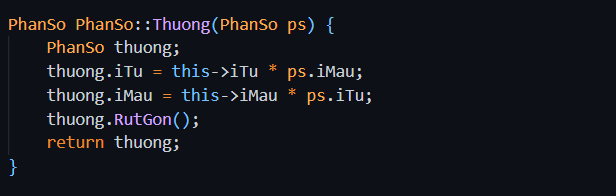 PhanSo PhanSo::Thuong(PhanSo ps) {
    PhanSo thuong;
    thuong.iTu = this->iTu * ps.iMau;
    thuong.iMau = this->iMau * ps.iTu;
    thuong.RutGon();
    return thuong;
}